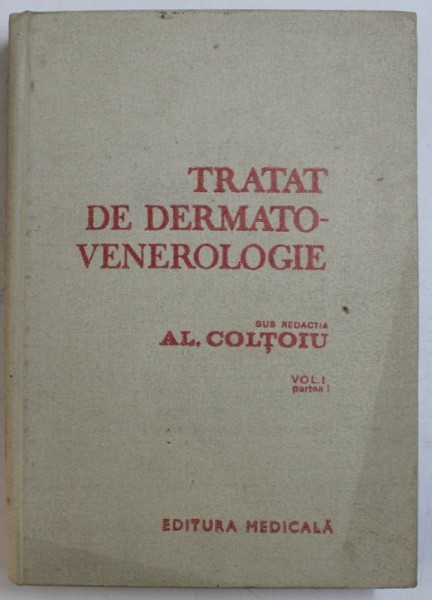 TRATAT
DE DERMATO-
VENEROLOGIE
SUB REDACTIA
AL. COLȚOIU
VOL. I
partea I
EDITURA MEDICALĂ